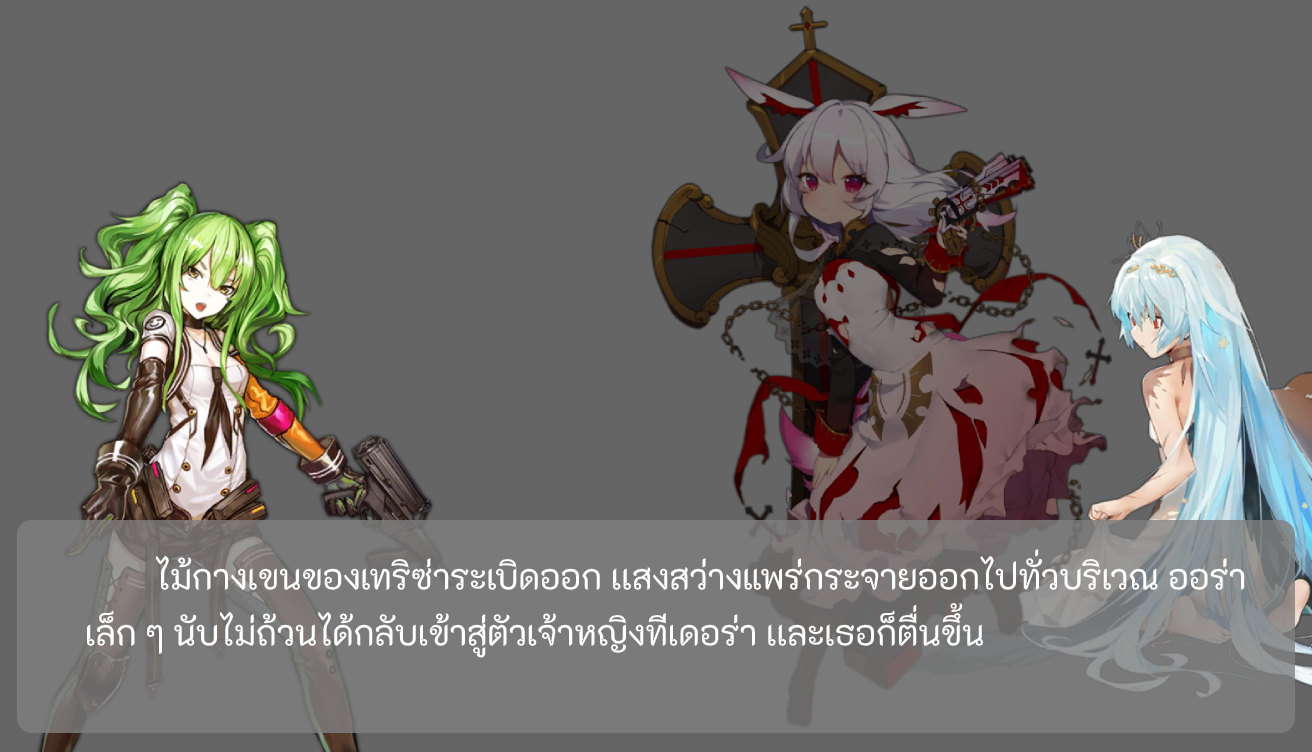 ไม้กางเขนของเทริซ่าระเบิดออก แสงสว่างแพร่กระจายออกไปทั่วบริเวณ ออร่า
เล็ก ๆ นับไม่ถ้วนได้กลับเข้าสู่ตัวเจ้าหญิงทีเดอร่า และเธอก็ตื่นขึ้น